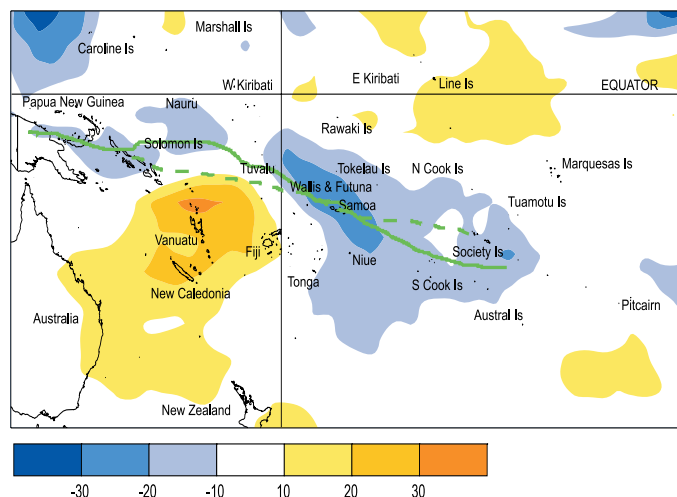 Marshall Is
Caroline Is
W Kiribati
E Kiribati
Line Is
EQUATOR
Papua New Guinea
Nauru
Rawaki Is
Solomon Is
Tuvalu
Tokelau Is
N Cook Is
Marquesas Is
Wallis & Futuna
Samoa
Tuamotu Is
Vanuatu
Fiji
Niue
Society Is
Tonga
S Cook Is
New Caledonia
Pitcairn
Australia
Austral Is
New Zealand
-30 -20 -10 10 20 30